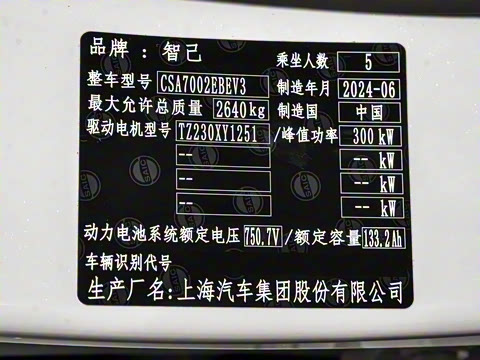 品牌：智己 乘坐人数 5
整车型号 CSA7002EBEV3 制造年月 2024-06
最大允许总质量 2640kg 制造国 中国
驱动电机型号 TZ230XY1251 /峰值功率 300 kW
-- -- kW
-- -- kW
-- -- kW
动力电池系统额定电压 750.7V /额定容量 133.2Ah
车辆识别代号
生产厂名:上海汽车集团股份有限公司